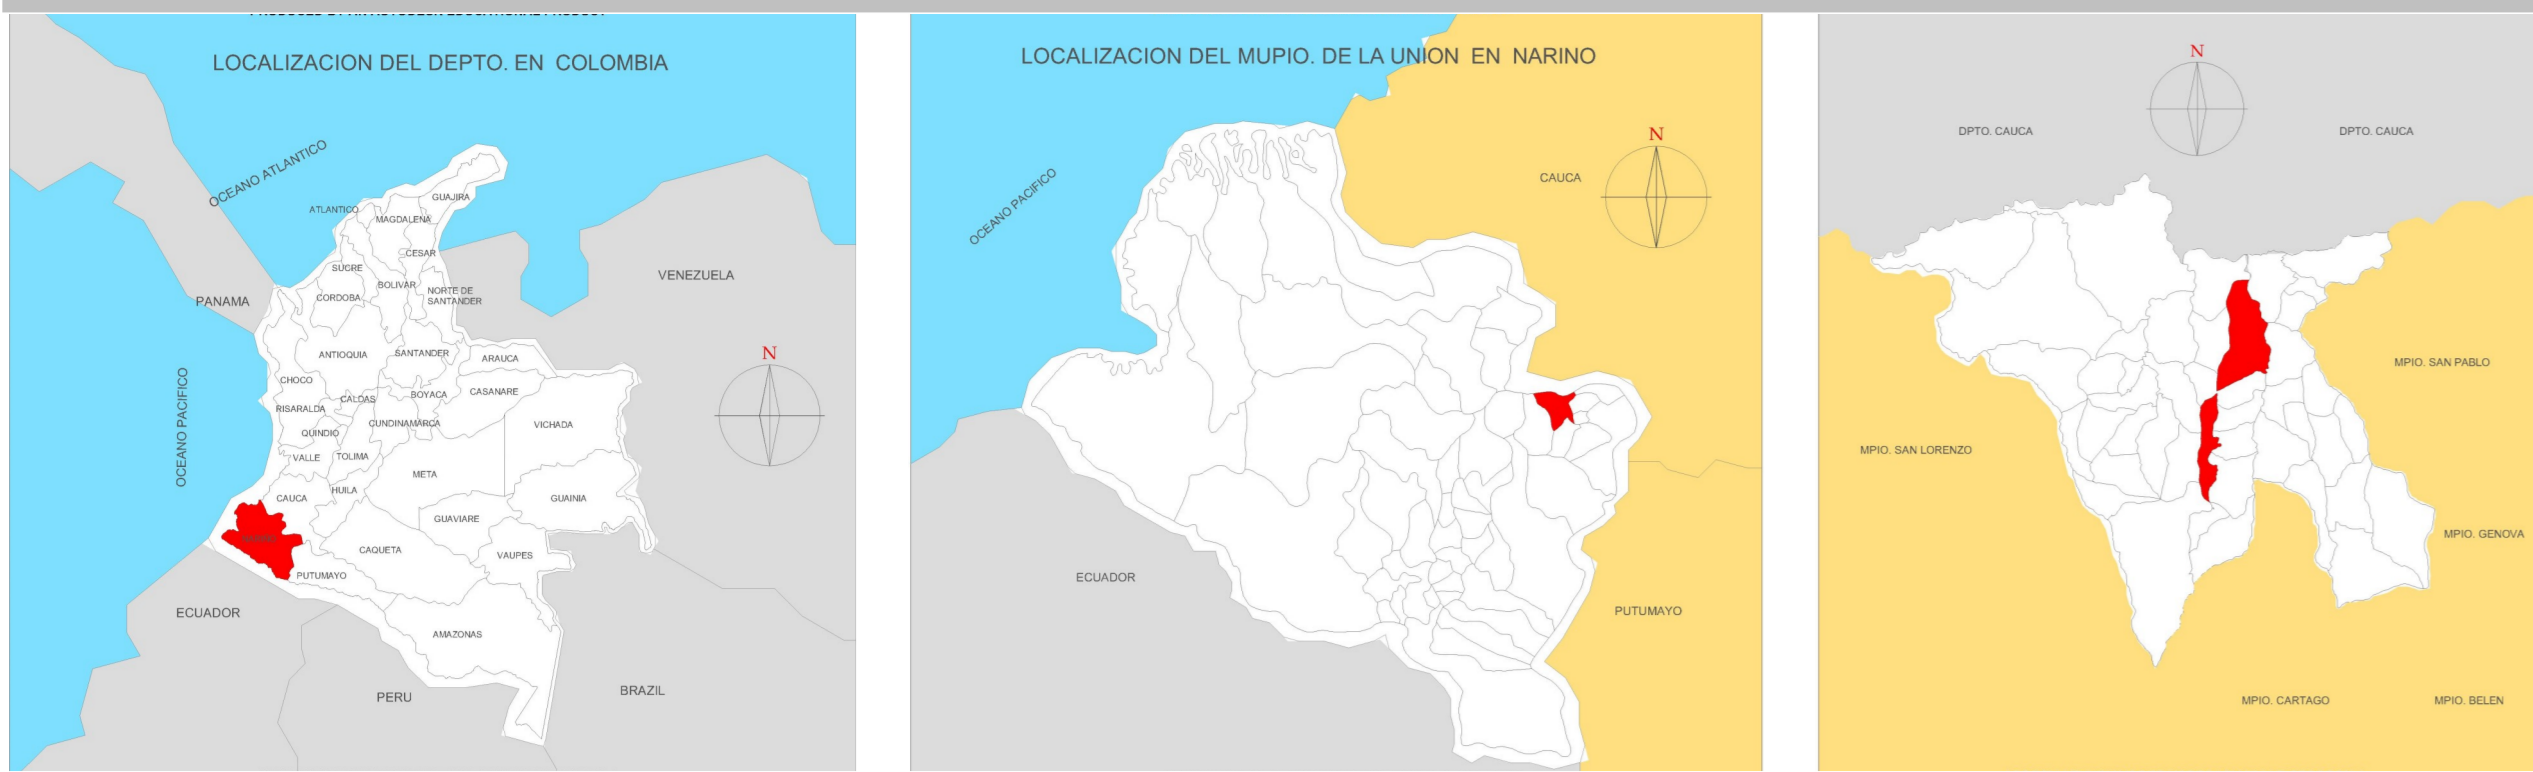 LOCALIZACION DEL DEPTO. EN COLOMBIA
OCEANO ATLANTICO
GUAJIRA
ATLANTICO
MAGDALENA
CESAR
SUCRE
BOLIVAR
NORTE DE
SANTANDER
CORDOBA
VENEZUELA
PANAMA
N
ANTIOQUIA
SANTANDER
ARAUCA
CHOCO
BOYACA
CASANARE
CALDAS
RISARALDA
CUNDINAMARCA
VICHADA
QUINDIO
VALLE
TOLIMA
OCEANO PACIFICO
META
HUILA
CAUCA
GUAINIA
GUAVIARE
CAQUETA
VAUPES
PUTUMAYO
ECUADOR
AMAZONAS
PERU
BRAZIL
LOCALIZACION DEL MUPIO. DE LA UNION EN NARINO
N
CAUCA
OCEANO PACIFICO
ECUADOR
PUTUMAYO
N
DPTO. CAUCA
DPTO. CAUCA
MPIO. SAN PABLO
MPIO. SAN LORENZO
MPIO. GENOVA
MPIO. CARTAGO
MPIO. BELEN